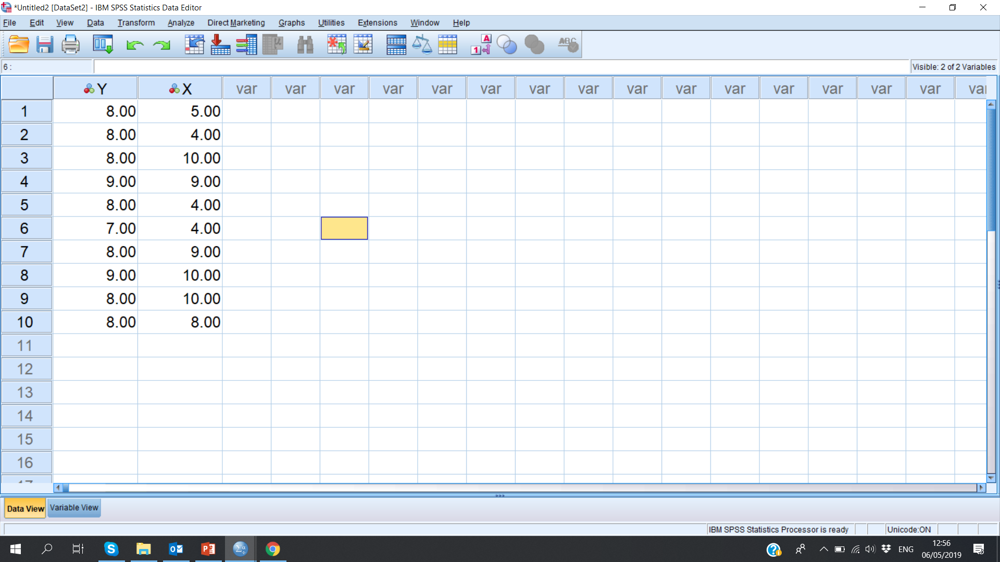 *Untitled2 [DataSet2] - IBM SPSS Statistics Data Editor
File Edit View Data Transform Analyze Direct Marketing Graphs Utilities Extensions Window Help
6 : Visible: 2 of 2 Variables
Y X var var var var var var var var var var var var var var var
1 8.00 5.00
2 8.00 4.00
3 8.00 10.00
4 9.00 9.00
5 8.00 4.00
6 7.00 4.00
7 8.00 9.00
8 9.00 10.00
9 8.00 10.00
10 8.00 8.00
11
12
13
14
15
16
Data View Variable View
IBM SPSS Statistics Processor is ready Unicode:ON
ENG 12:56
06/05/2019